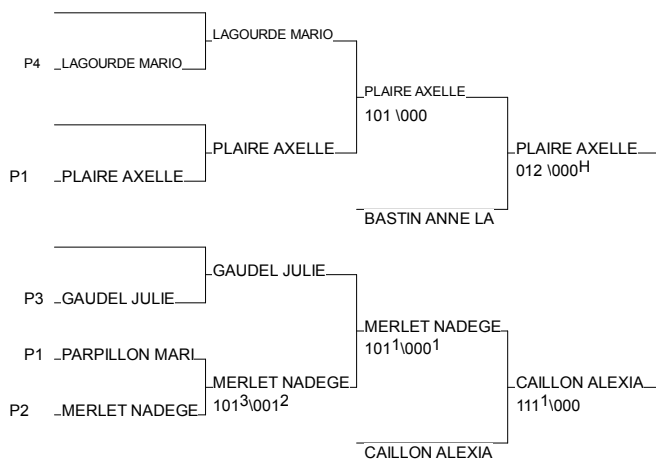 LAGOURDE MARIO
P4 LAGOURDE MARIO
PLAIRE AXELLE
101 \000
PLAIRE AXELLE
P1 PLAIRE AXELLE
PLAIRE AXELLE
012 \000H
BASTIN ANNE LA
GAUDEL JULIE
P3 GAUDEL JULIE
MERLET NADEGE
1011\0001
P1 PARPILLON MARI
MERLET NADEGE
1013\0012
P2 MERLET NADEGE
CAILLON ALEXIA
1111\000
CAILLON ALEXIA